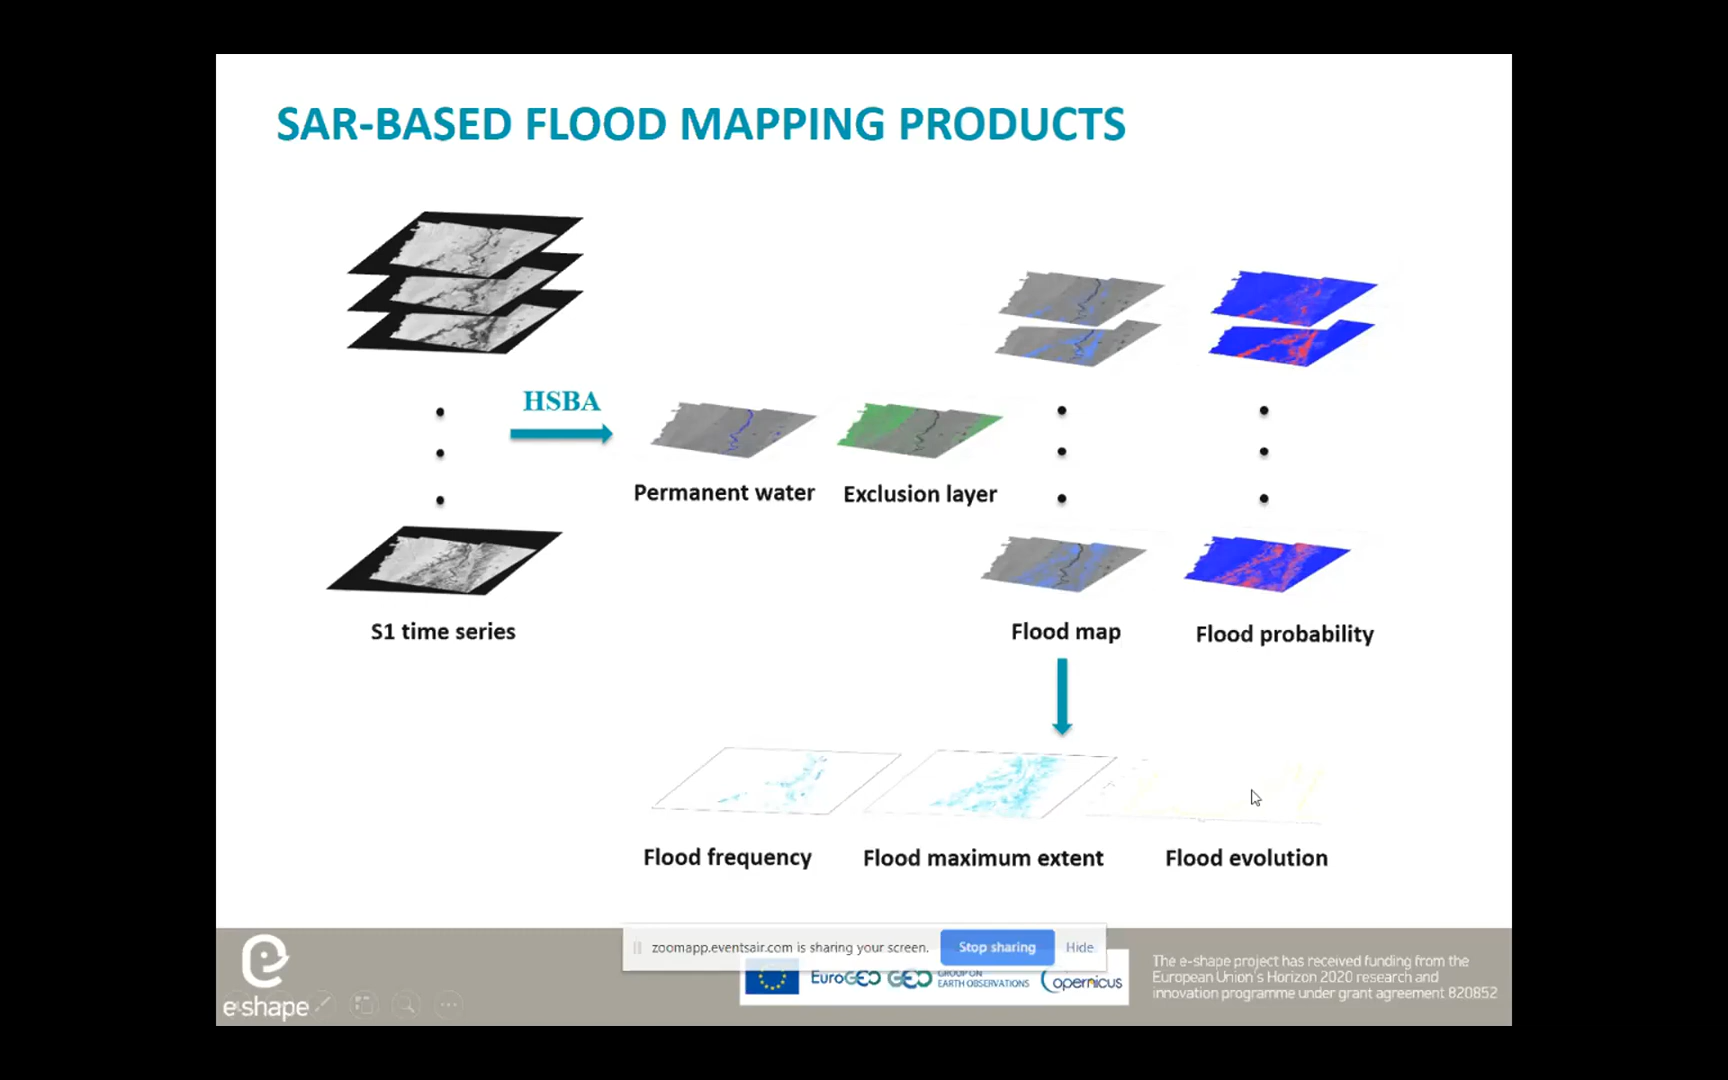 SAR-BASED FLOOD MAPPING PRODUCTS
HSBA
Permanent water
Exclusion layer
S1 time series
Flood map
Flood probability
Flood frequency
Flood maximum extent
Flood evolution
zoomapp.eventsair.com is sharing your screen.
Stop sharing
Hide
e-shape
EuroGEO
GEO
GROUP ON
EARTH OBSERVATIONS
opernicus
The e-shape project has received funding from the
European Union's Horizon 2020 research and
innovation programme under grant agreement 820852